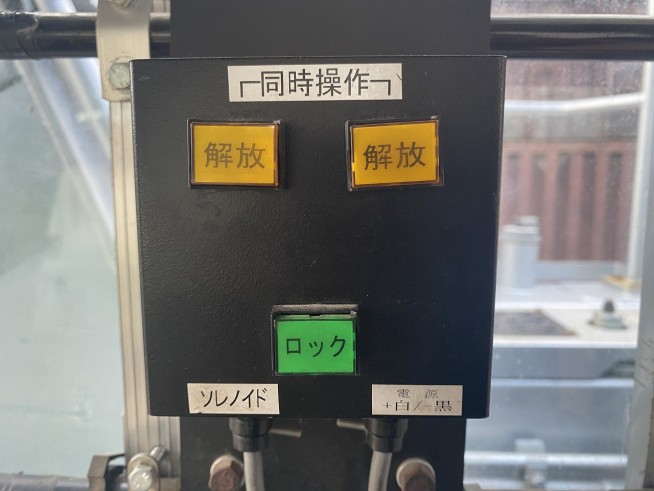 ┌同時操作┐
解放 解放
ロック
ソレノイド
電源
+白/-黒